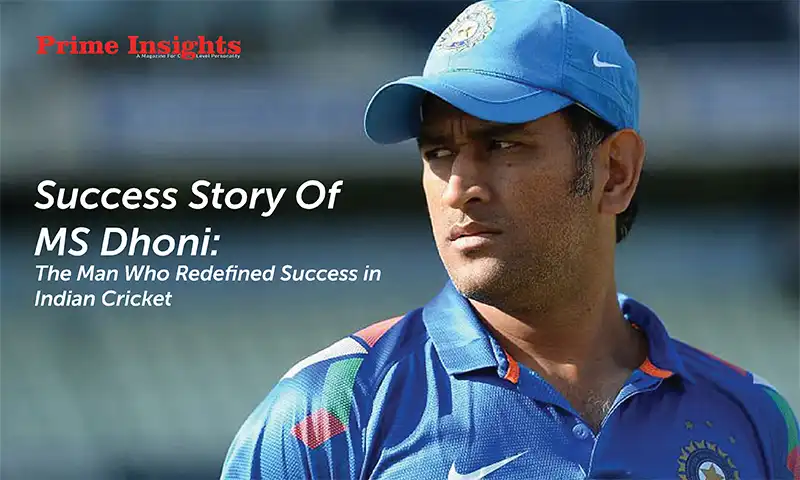 Prime Insights
A Magazine For C Level Personality
Success Story Of
MS Dhoni:
The Man Who Redefined Success in
Indian Cricket